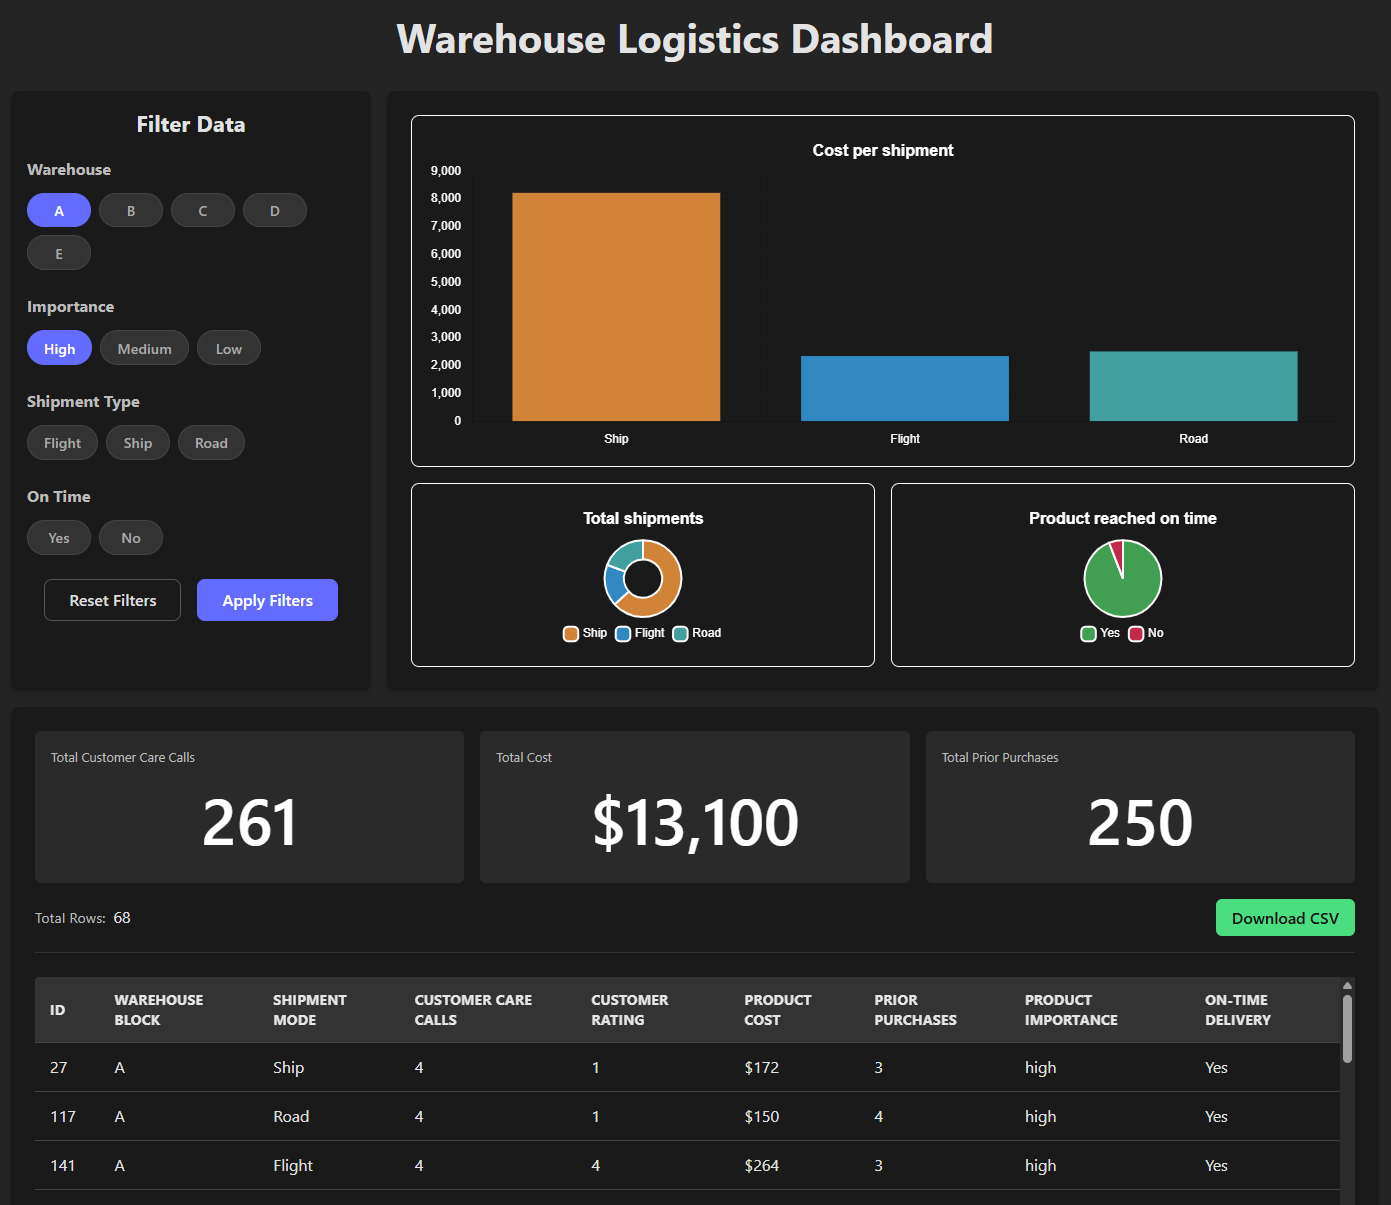 Warehouse Logistics Dashboard
Filter Data
Warehouse
A B C D
E
Importance
High Medium Low
Shipment Type
Flight Ship Road
On Time
Yes No
Reset Filters Apply Filters
Cost per shipment
9,000
8,000
7,000
6,000
5,000
4,000
3,000
2,000
1,000
0
Ship Flight Road
Total shipments
Ship Flight Road
Product reached on time
Yes No
Total Customer Care Calls
261
Total Cost
$13,100
Total Prior Purchases
250
Total Rows: 68
Download CSV
ID WAREHOUSE BLOCK SHIPMENT MODE CUSTOMER CARE CALLS CUSTOMER RATING PRODUCT COST PRIOR PURCHASES PRODUCT IMPORTANCE ON-TIME DELIVERY
27 A Ship 4 1 $172 3 high Yes
117 A Road 4 1 $150 4 high Yes
141 A Flight 4 4 $264 3 high Yes